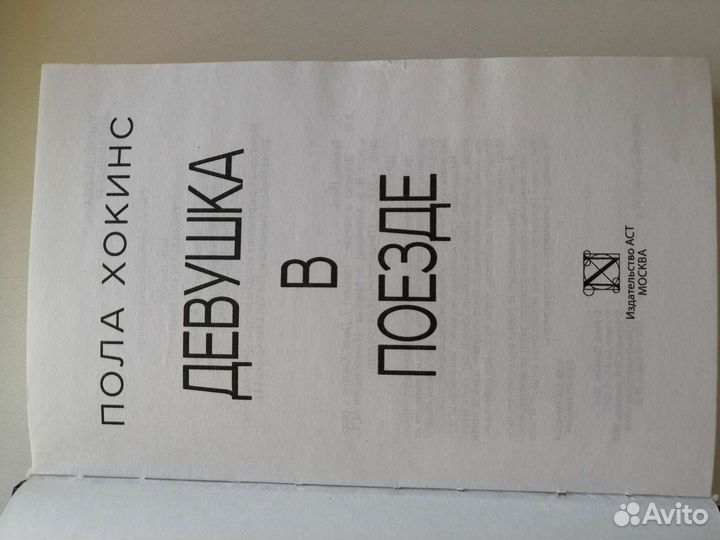 ПОЛА ХОКИНС
ДЕВУШКА
В
ПОЕЗДЕ
Издательство АСТ
МОСКВА
Avito